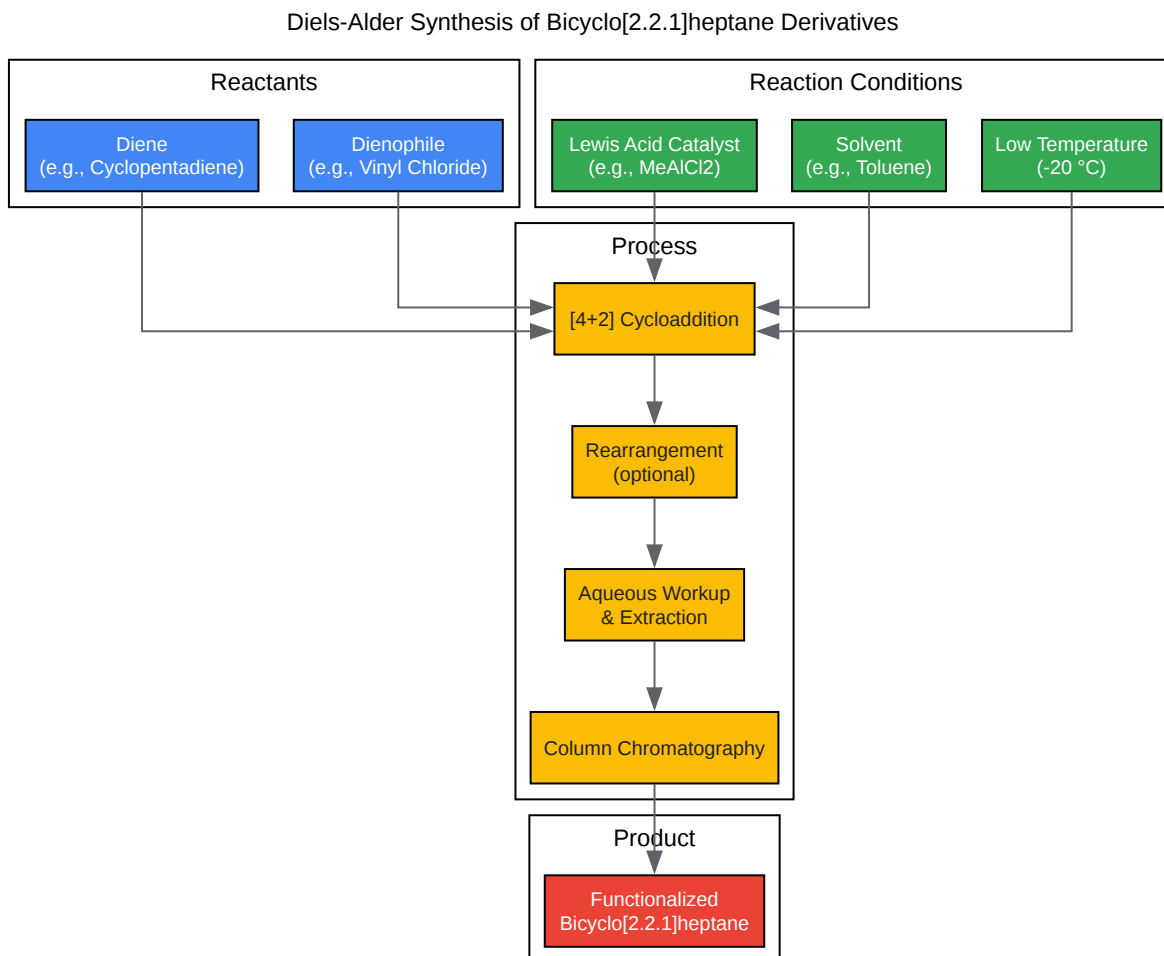 Diels-Alder Synthesis of Bicyclo[2.2.1]heptane Derivatives
Reactants
Reaction Conditions
Diene
(e.g., Cyclopentadiene)
Dienophile
(e.g., Vinyl Chloride)
Lewis Acid Catalyst
(e.g., MeAlCl2)
Solvent
(e.g., Toluene)
Low Temperature
(-20 °C)
Process
[4+2] Cycloaddition
Rearrangement
(optional)
Aqueous Workup
& Extraction
Column Chromatography
Product
Functionalized
Bicyclo[2.2.1]heptane